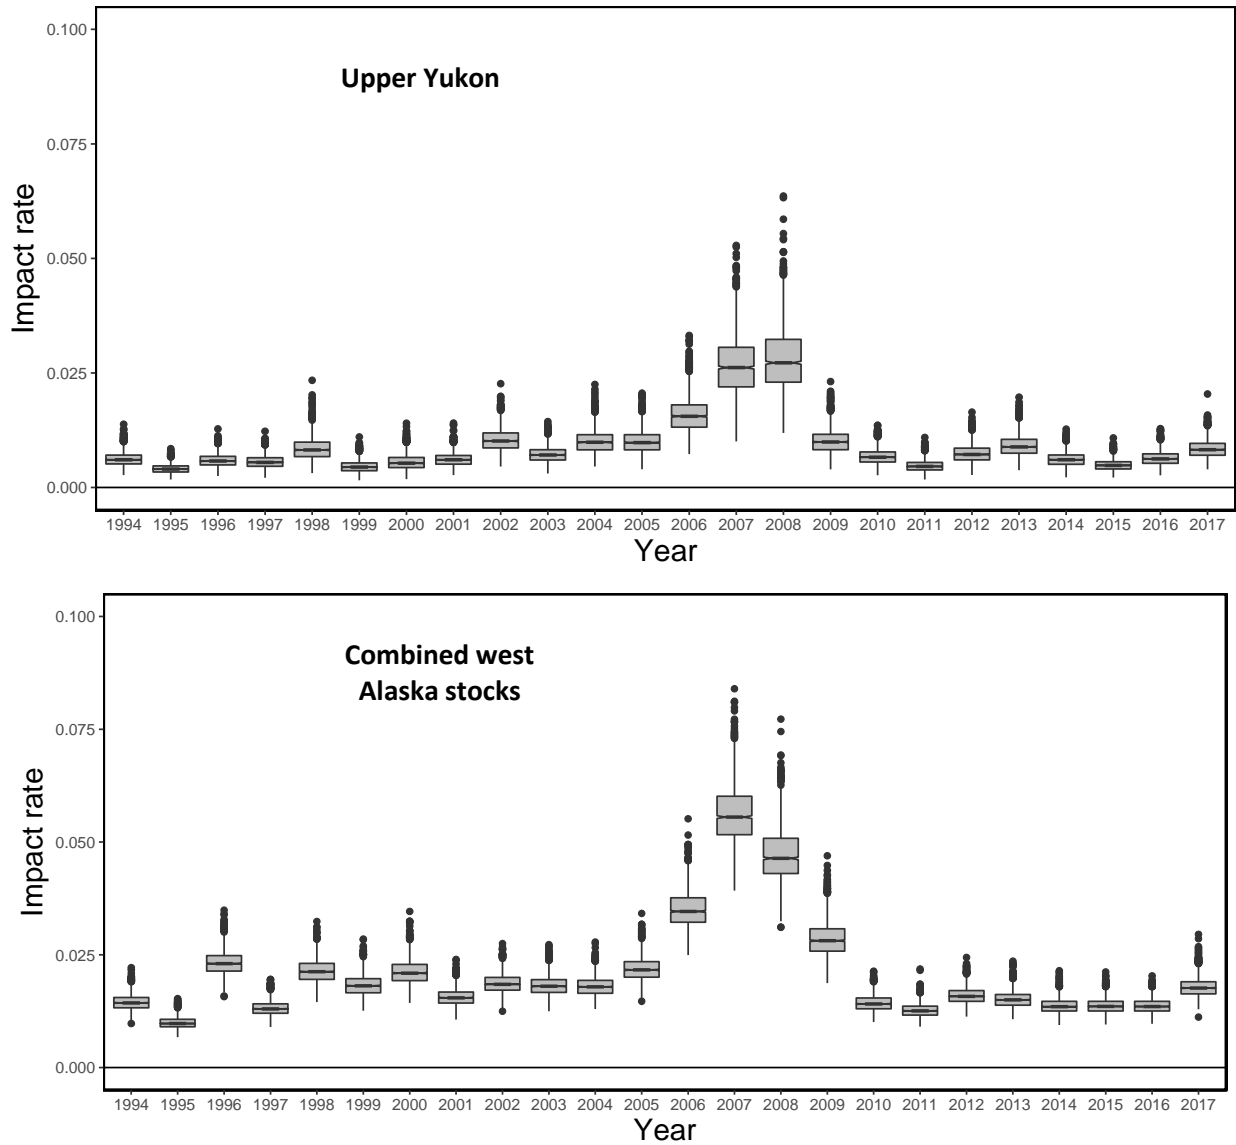 Upper Yukon
Impact rate
0.100
0.075
0.050
0.025
0.000
1994 1995 1996 1997 1998 1999 2000 2001 2002 2003 2004 2005 2006 2007 2008 2009 2010 2011 2012 2013 2014 2015 2016 2017
Year
Combined west
Alaska stocks
Impact rate
0.100
0.075
0.050
0.025
0.000
1994 1995 1996 1997 1998 1999 2000 2001 2002 2003 2004 2005 2006 2007 2008 2009 2010 2011 2012 2013 2014 2015 2016 2017
Year